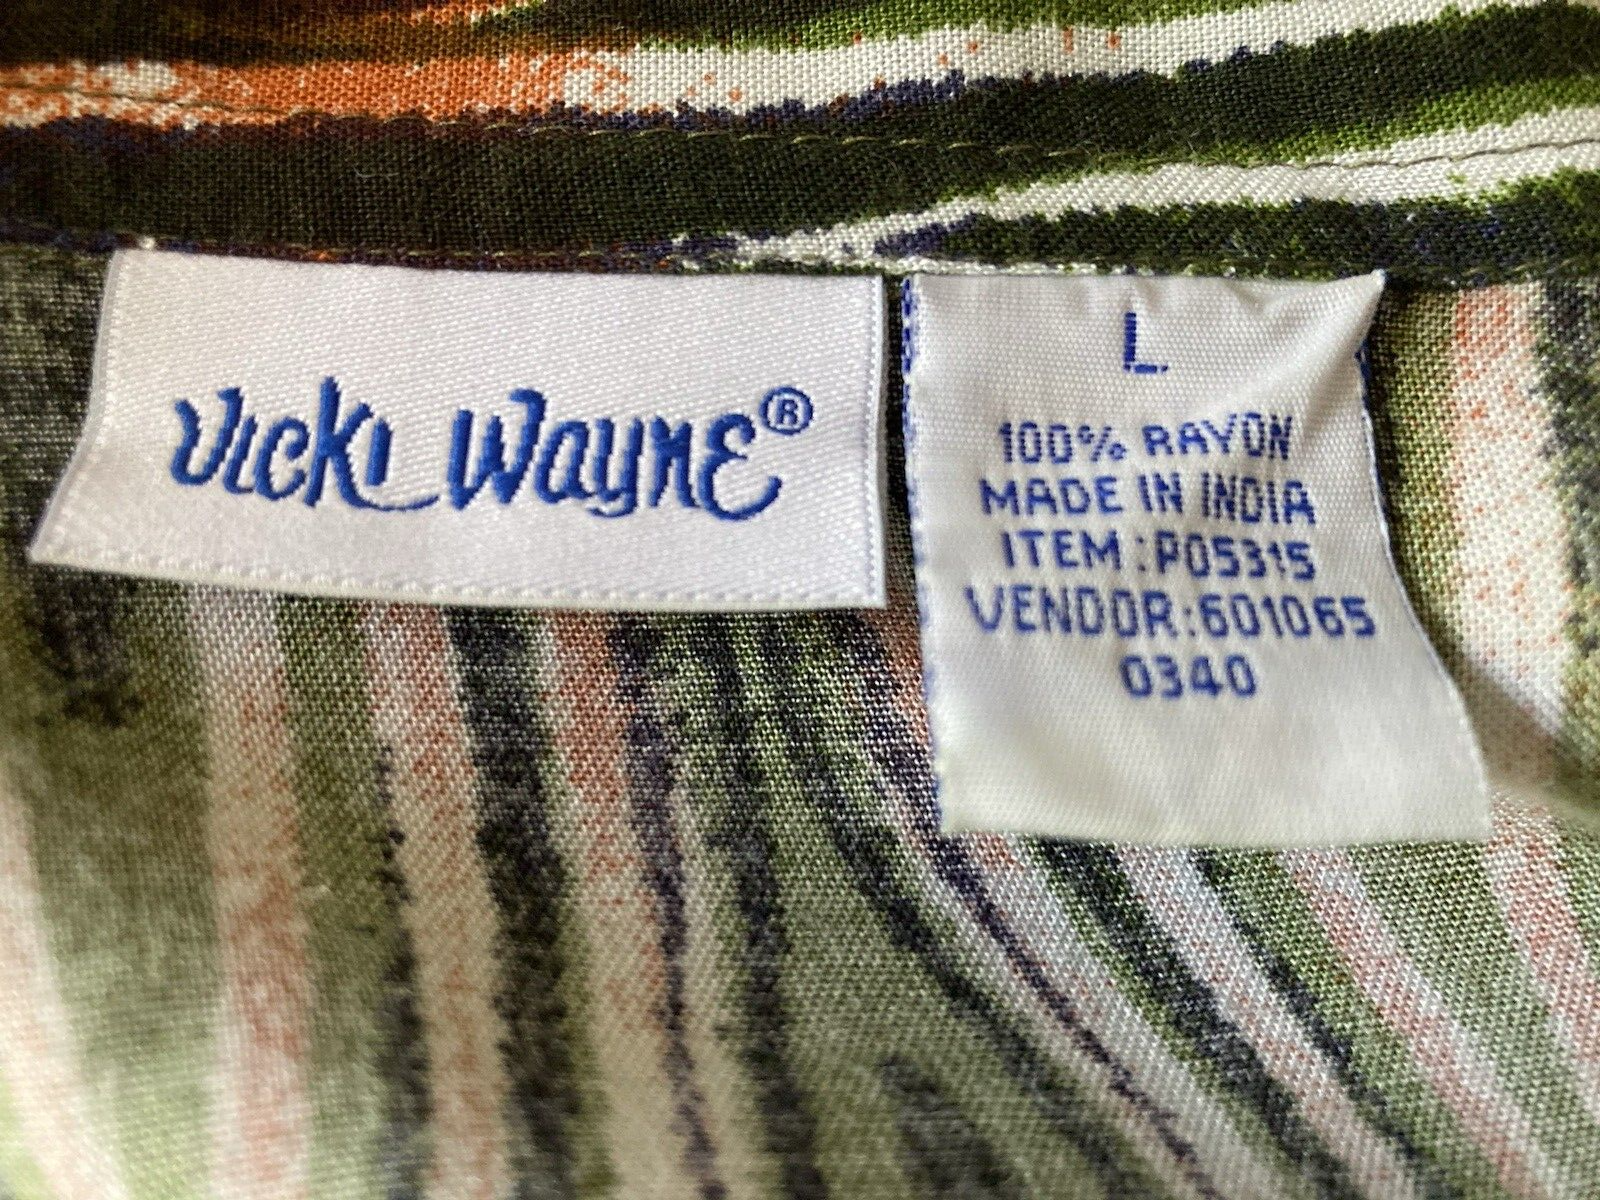 Vicki Wayne®
L
100% RAYON
MADE IN INDIA
ITEM:P05315
VENDOR:601065
0340